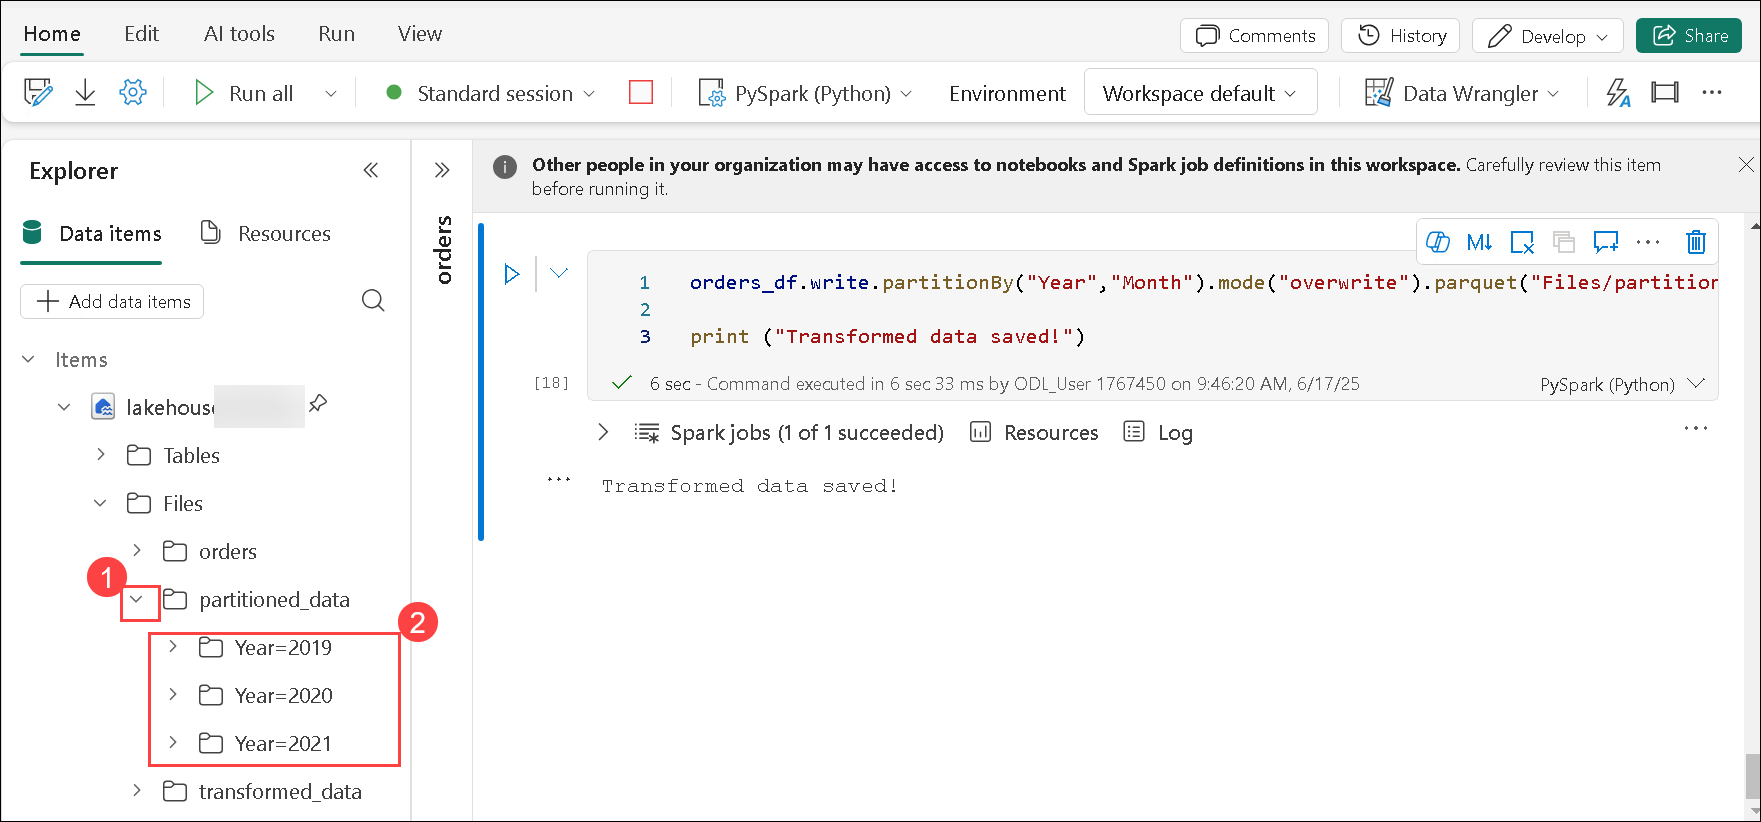 Home Edit AI tools Run View Comments History Develop Share
Run all Standard session PySpark (Python) Environment Workspace default Data Wrangler
Explorer
Data items Resources
Add data items
Items
lakehouse
Tables
Files
orders
1
partitioned_data
2
Year=2019
Year=2020
Year=2021
transformed_data
orders
Other people in your organization may have access to notebooks and Spark job definitions in this workspace. Carefully review this item
before running it.
M↓
1 orders_df.write.partitionBy("Year","Month").mode("overwrite").parquet("Files/partition
2
3 print ("Transformed data saved!")
[18] 6 sec - Command executed in 6 sec 33 ms by ODL_User 1767450 on 9:46:20 AM, 6/17/25 PySpark (Python)
Spark jobs (1 of 1 succeeded) Resources Log
Transformed data saved!